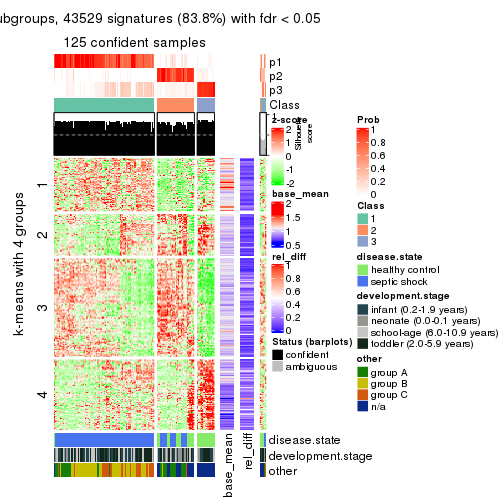 ubgroups, 43529 signatures (83.8%) with fdr < 0.05
125 confident samples
p1
p2
p3
Class
1
Silhouette
score
k-means with 4 groups
1
2
3
4
base_mean
rel_diff
disease.state
development.stage
other
z-score
2
1
0
-1
-2
base_mean
2
1.5
1
0.5
rel_diff
1
0.8
0.6
0.4
0.2
0
Status (barplots)
confident
ambiguous
Prob
1
0.8
0.6
0.4
0.2
0
Class
1
2
3
disease.state
healthy control
septic shock
development.stage
infant (0.2-1.9 years)
neonate (0.0-0.1 years)
school-age (6.0-10.9 years)
toddler (2.0-5.9 years)
other
group A
group B
group C
n/a